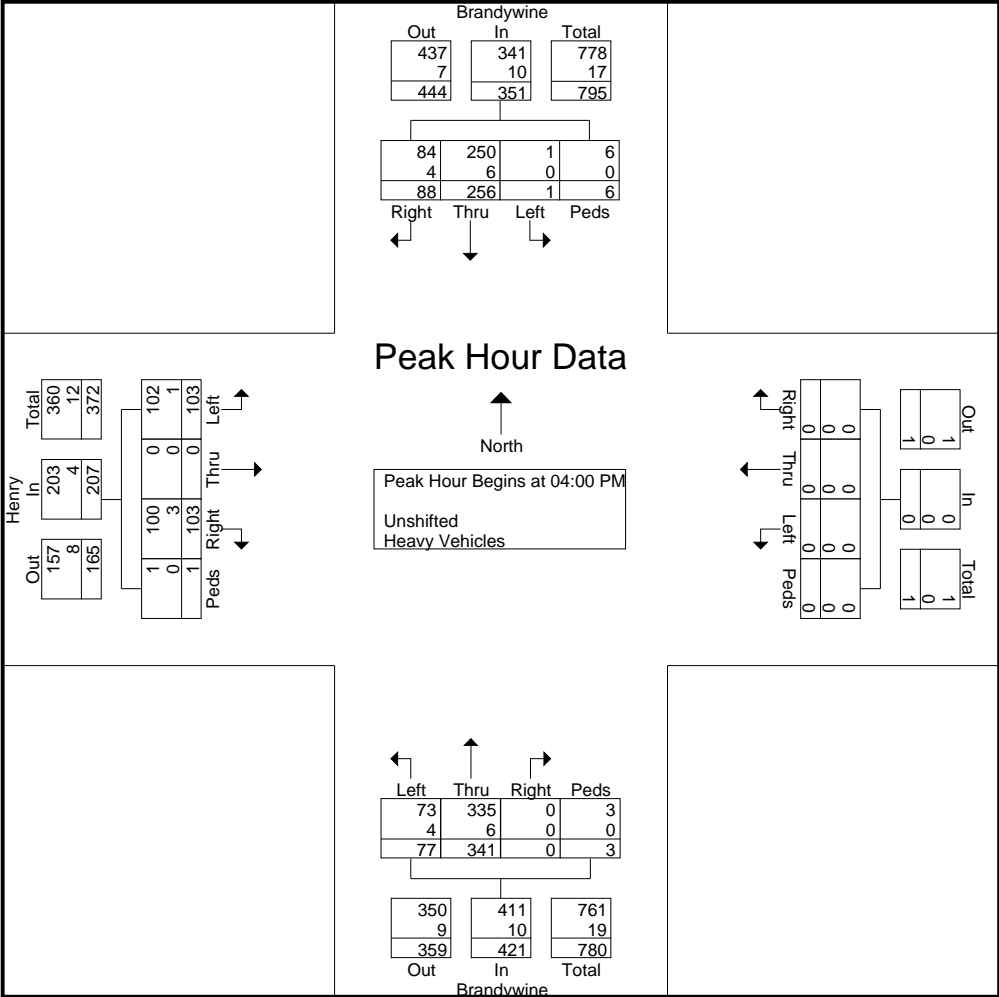 Brandywine
Out In Total
437 341 778
7 10 17
444 351 795
84 250 1 6
4 6 0 0
88 256 1 6
Right Thru Left Peds
Peak Hour Data
North
Peak Hour Begins at 04:00 PM
Unshifted
Heavy Vehicles
Henry
Total
360
12
372
In
203
4
207
Out
157
8
165
102
1
103
Left
0
0
0
Thru
100
3
103
Right
1
0
1
Peds
Right
0
0
0
Thru
0
0
0
Left
0
0
0
Peds
0
0
0
Out
1
0
1
In
0
0
0
Total
1
0
1
Left Thru Right Peds
73 335 0 3
4 6 0 0
77 341 0 3
350 411 761
9 10 19
359 421 780
Out In Total
Brandywine